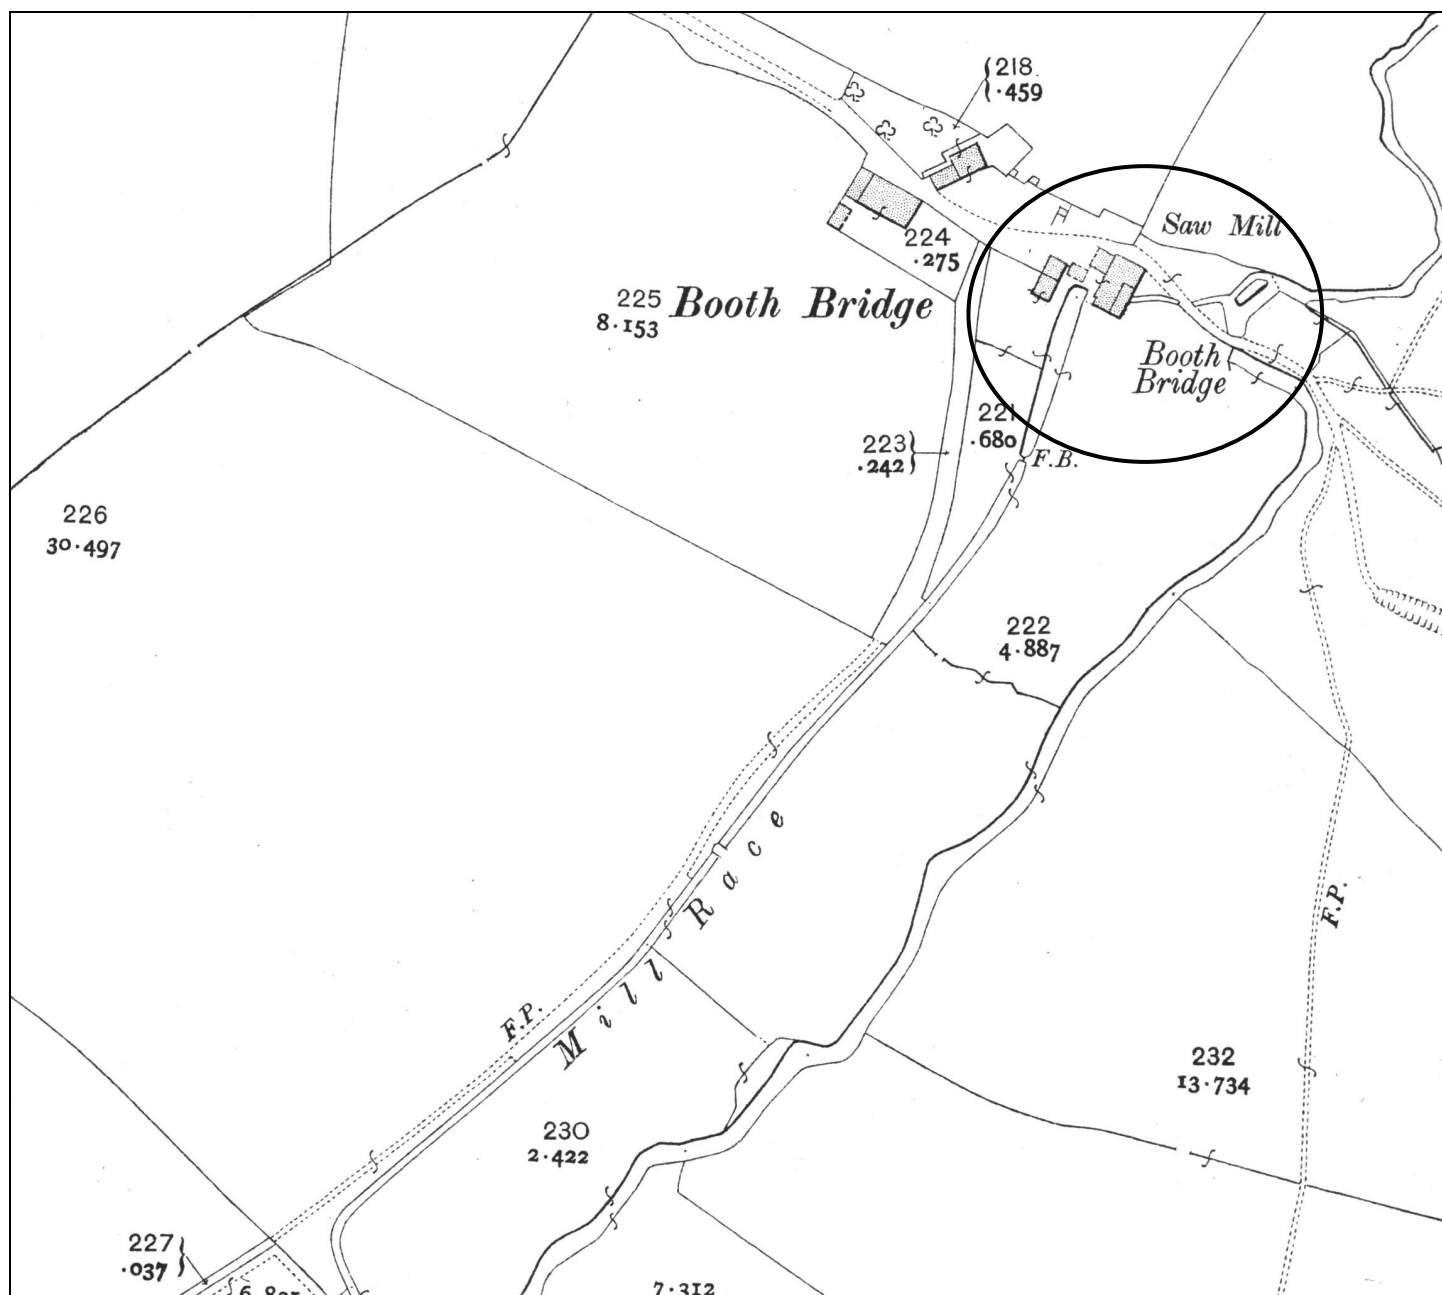 218
.459
Saw Mill
224
.275
225
8.153
Booth Bridge
Booth
Bridge
221
.680
223
.242
F.B.
226
30.497
222
4.887
Mill Race
F.P.
F.P.
232
13.734
230
2.422
227
.037
7.312